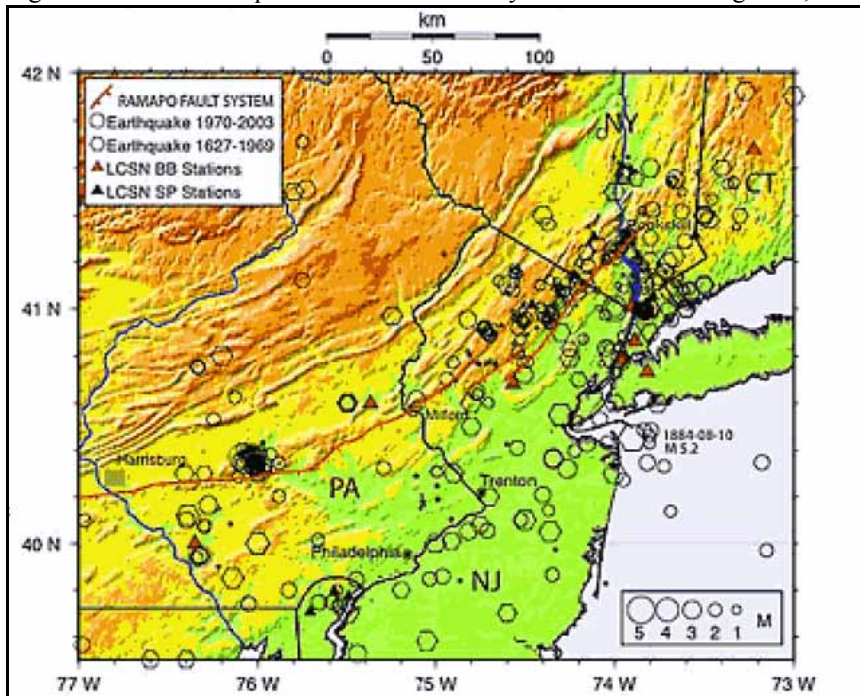 km
0 50 100
42 N
RAMAPO FAULT SYSTEM
Earthquake 1970-2003
Earthquake 1627-1969
LCSN BB Stations
LCSN SP Stations
NY
CT
41 N
Milford
1884-08-10
M 5.2
Harrisburg
PA
Trenton
40 N
Philadelphia
NJ
5 4 3 2 1 M
77 W 76 W 75 W 74 W 73 W